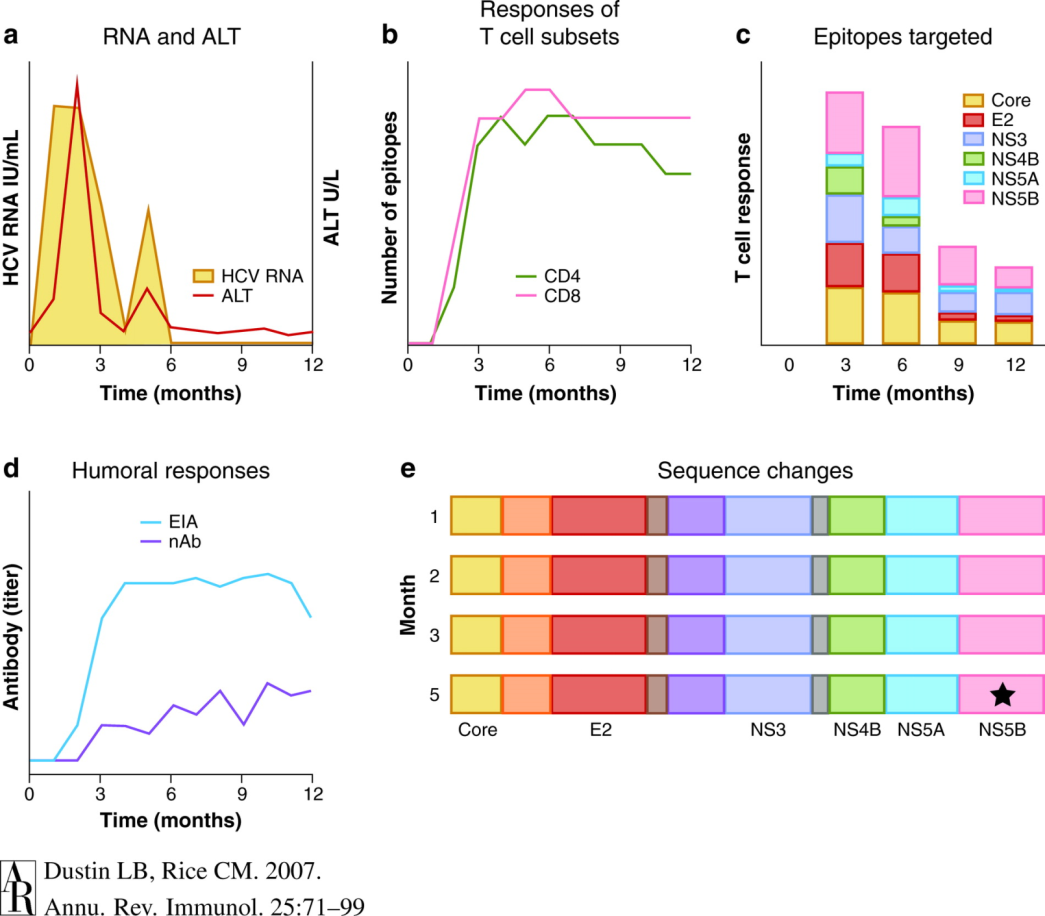 a
RNA and ALT
HCV RNA IU/mL
ALT U/L
HCV RNA
ALT
0 3 6 9 12
Time (months)
b
Responses of
T cell subsets
Number of epitopes
CD4
CD8
0 3 6 9 12
Time (months)
c
Epitopes targeted
T cell response
Core
E2
NS3
NS4B
NS5A
NS5B
0 3 6 9 12
Time (months)
d
Humoral responses
Antibody (titer)
EIA
nAb
0 3 6 9 12
Time (months)
e
Sequence changes
Month
1
2
3
5
Core E2 NS3 NS4B NS5A NS5B
AR
Dustin LB, Rice CM. 2007.
Annu. Rev. Immunol. 25:71–99